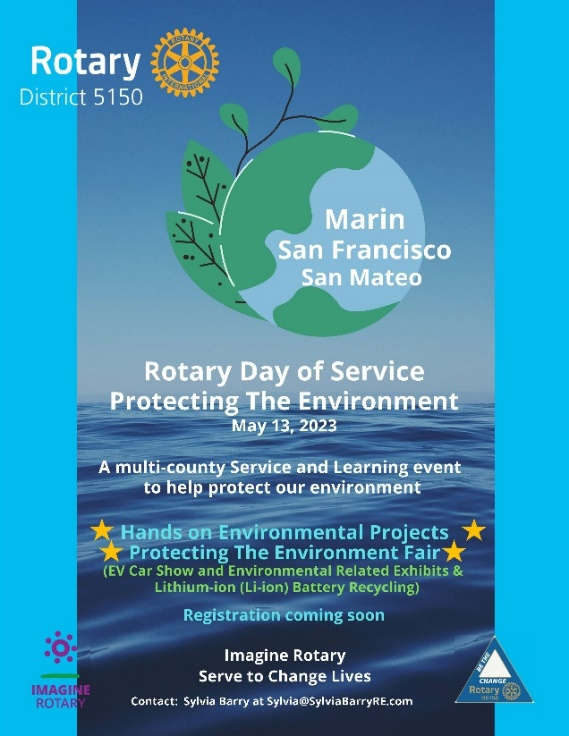 Rotary
ROTARY
INTERNATIONAL
District 5150
Marin
San Francisco
San Mateo
Rotary Day of Service
Protecting The Environment
May 13, 2023
A multi-county Service and Learning event
to help protect our environment
Hands on Environmental Projects
Protecting The Environment Fair
(EV Car Show and Environmental Related Exhibits &
Lithium-ion (Li-ion) Battery Recycling)
Registration coming soon
Imagine Rotary
Serve to Change Lives
Contact: Sylvia Barry at Sylvia@SylviaBarryRE.com
IMAGINE
ROTARY
BE THE
CHANGE
Rotary
D5150